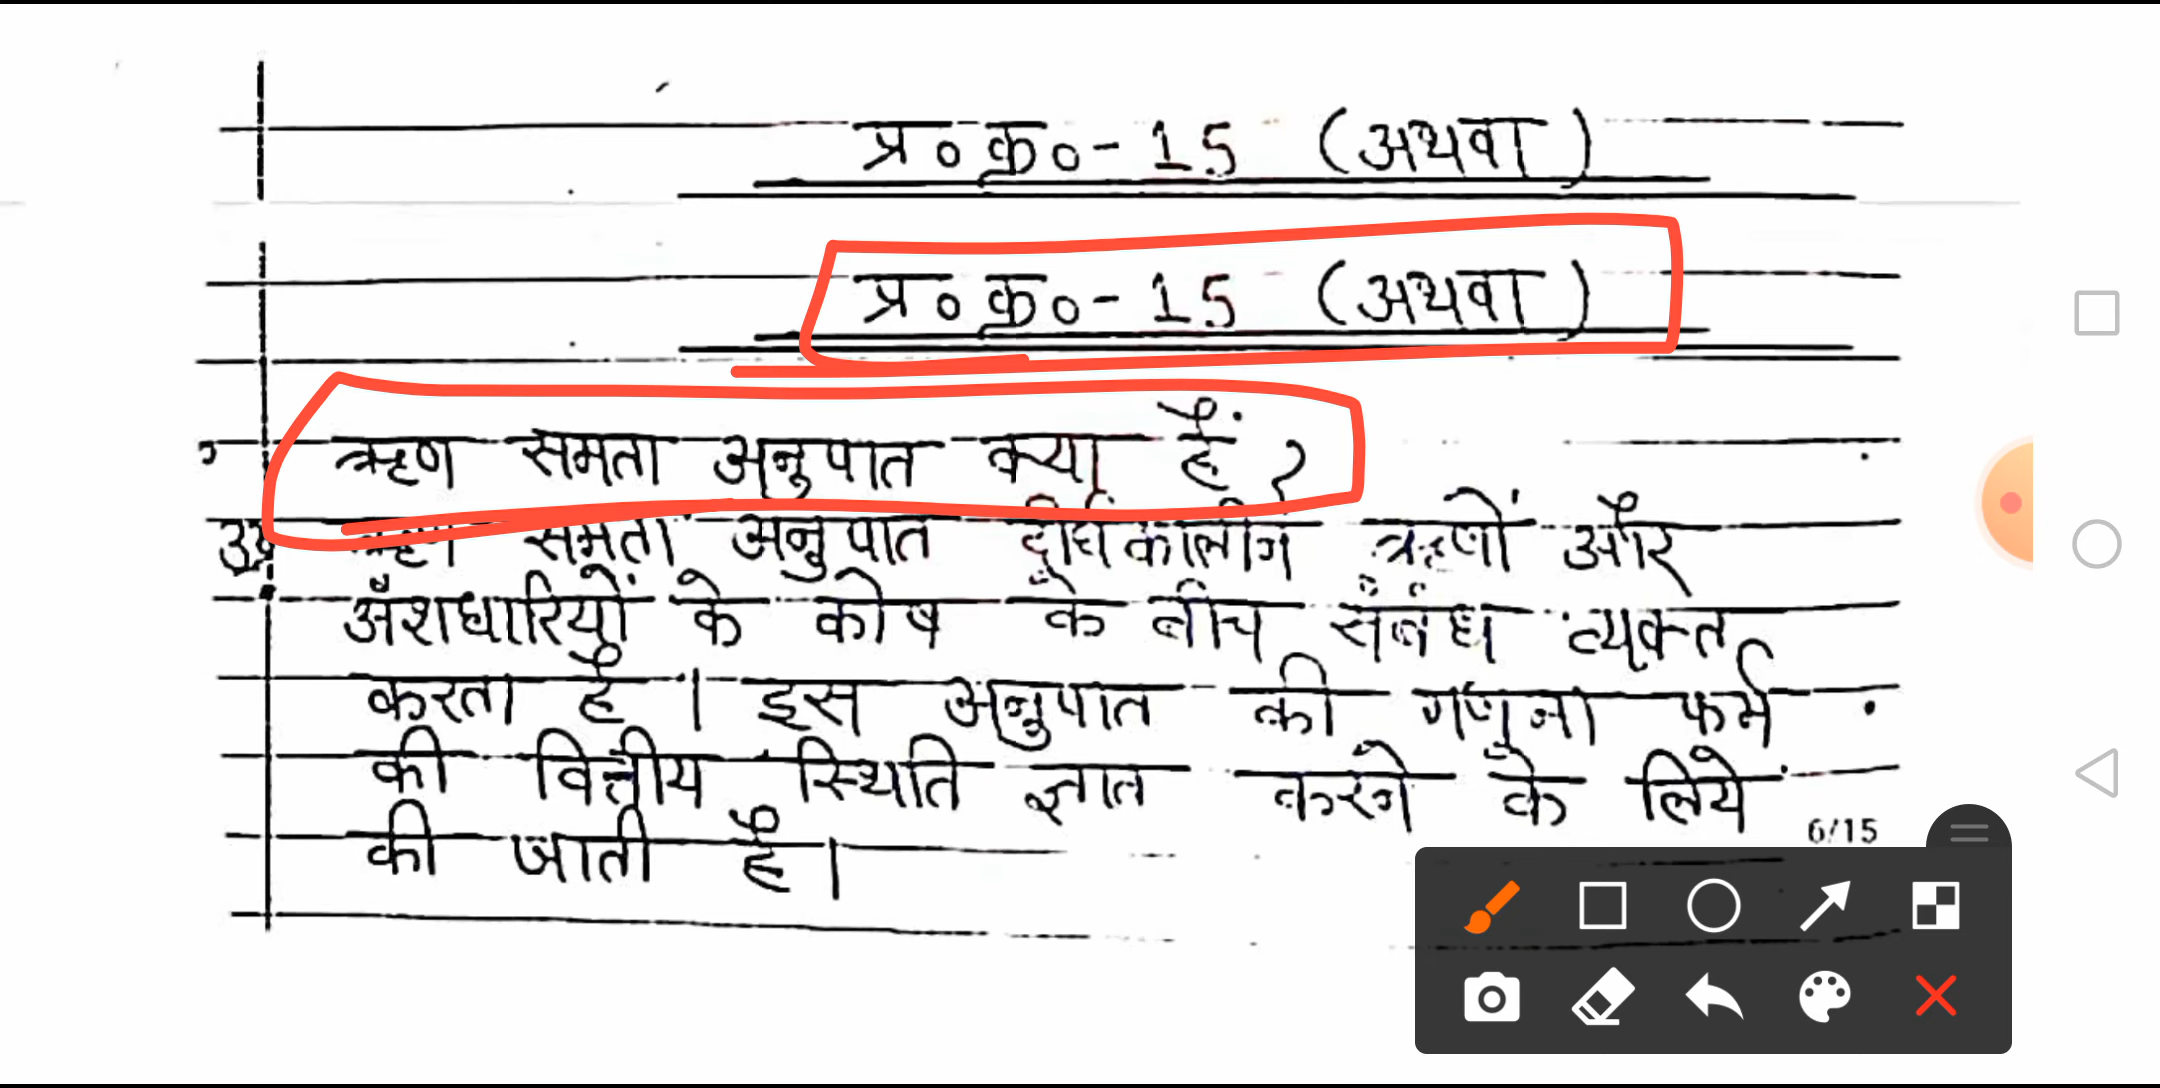 प्र० क्र० - 15 (अथवा)
प्र० क्र० - 15 (अथवा)
ऋण समता अनुपात क्या है?
उ० ऋण समता अनुपात दीर्घकालीन ऋणों और
अंशधारियों के कोष के बीच संबंध व्यक्त
करता है । इस अनुपात की गणना फर्म
की वित्तीय स्थिति ज्ञात करने के लिये
की जाती है ।
6/15